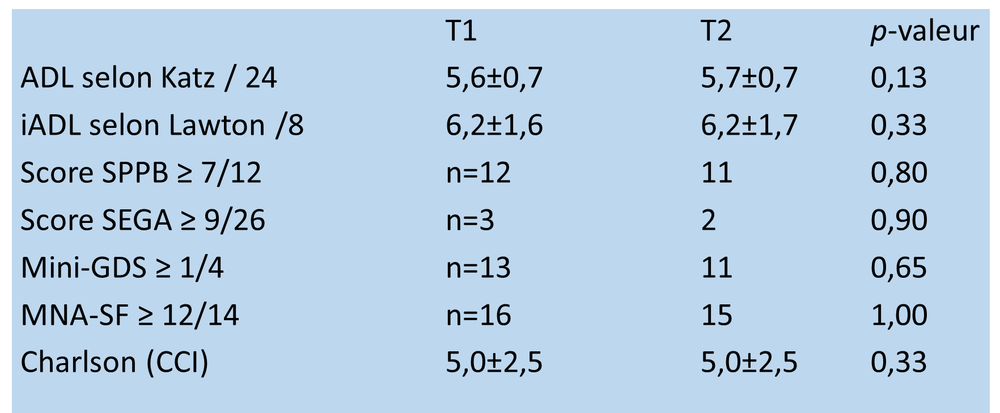 T1 T2 p-valeur
ADL selon Katz / 24 5,6±0,7 5,7±0,7 0,13
iADL selon Lawton /8 6,2±1,6 6,2±1,7 0,33
Score SPPB ≥ 7/12 n=12 11 0,80
Score SEGA ≥ 9/26 n=3 2 0,90
Mini-GDS ≥ 1/4 n=13 11 0,65
MNA-SF ≥ 12/14 n=16 15 1,00
Charlson (CCI) 5,0±2,5 5,0±2,5 0,33